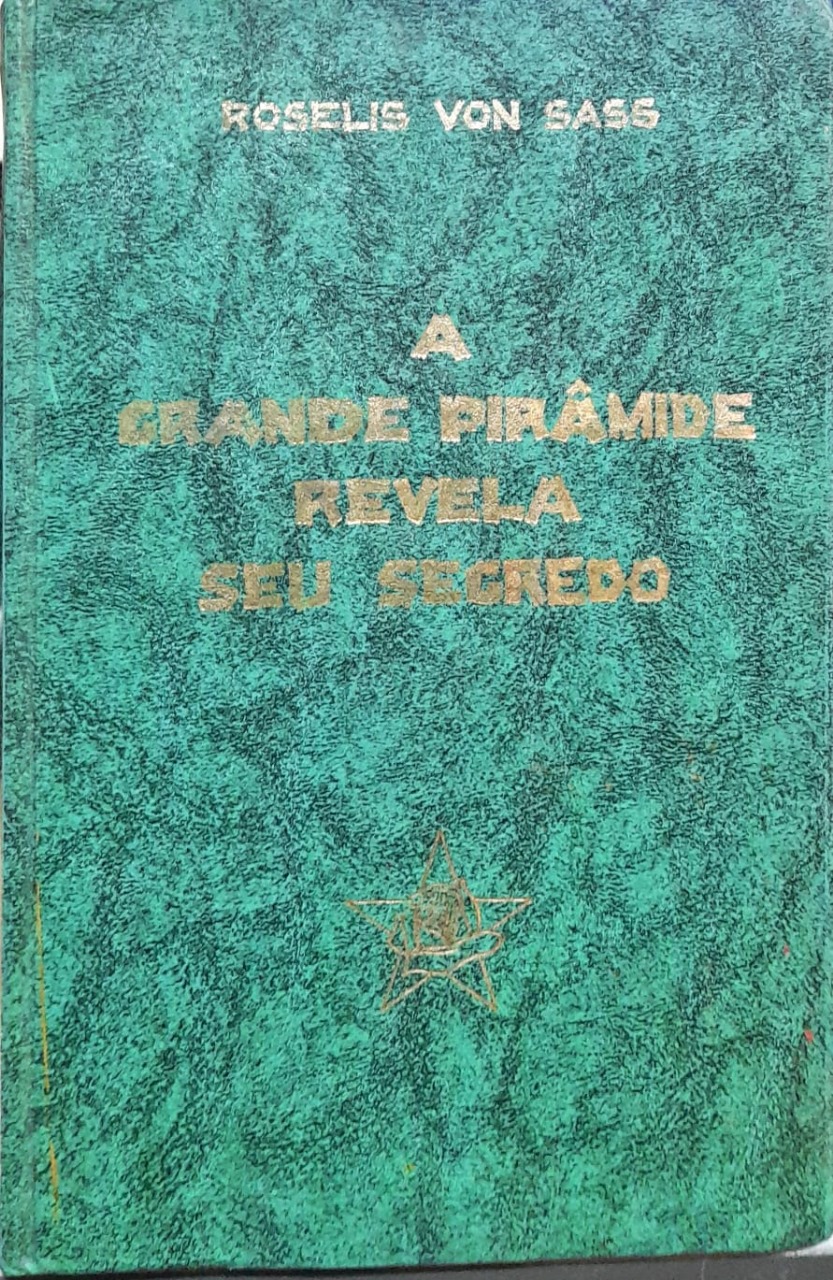 ROSELIS VON SASS
A
GRANDE PIRÂMIDE
REVELA
SEU SEGREDO